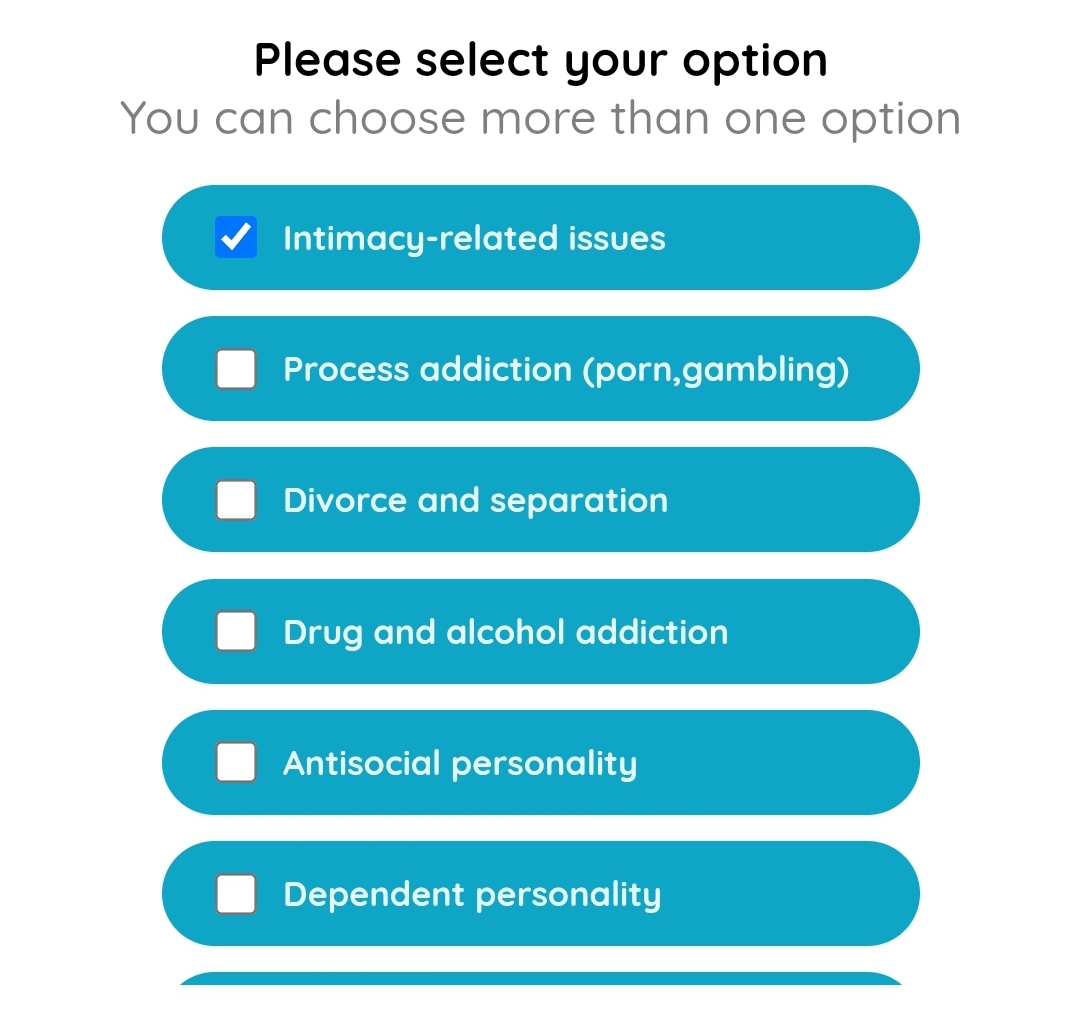 Please select your option
You can choose more than one option
Intimacy-related issues
Process addiction (porn,gambling)
Divorce and separation
Drug and alcohol addiction
Antisocial personality
Dependent personality